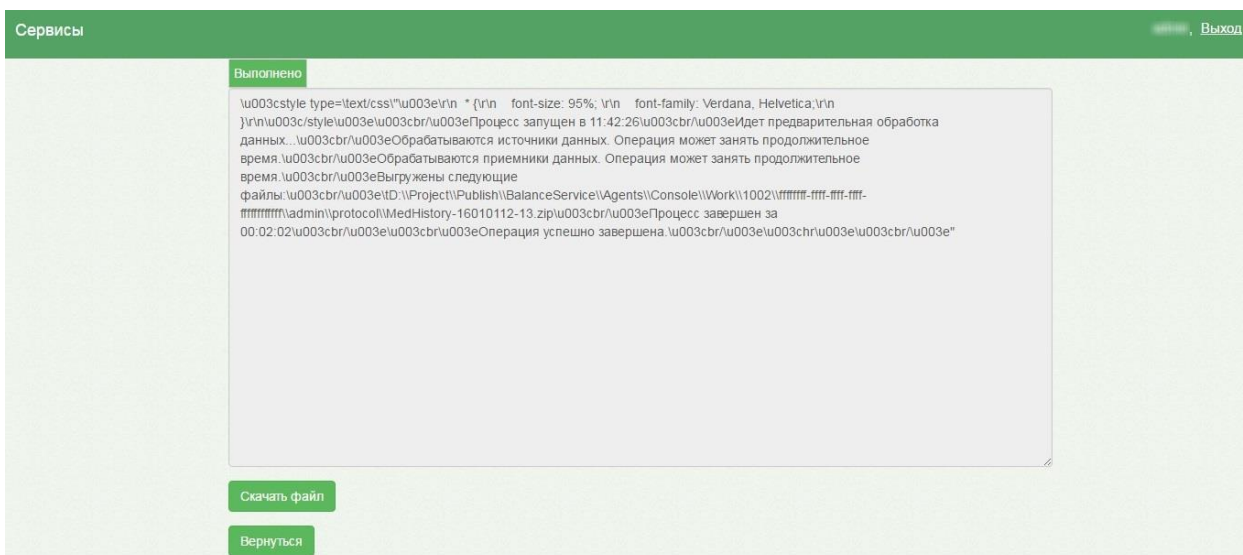 Сервисы
, Выход
Выполнено
\u003cstyle type=\text/css\"\u003e\r\n * {\r\n font-size: 95%; \r\n font-family: Verdana, Helvetica;\r\n
}\r\n\u003c/style\u003e\u003cbr/\u003eПроцесс запущен в 11:42:26\u003cbr/\u003eИдет предварительная обработка
данных...\u003cbr/\u003eОбрабатываются источники данных. Операция может занять продолжительное
время.\u003cbr/\u003eОбрабатываются приемники данных. Операция может занять продолжительное
время.\u003cbr/\u003eВыгружены следующие
файлы:\u003cbr/\u003e\tD:\\Project\\Publish\\BalanceService\\Agents\\Console\\Work\\1002\\ffffffff-ffff-ffff-ffff-
ffffffffffff\\admin\\protocol\\MedHistory-16010112-13.zip\u003cbr/\u003eПроцесс завершен за
00:02:02\u003cbr/\u003e\u003cbr\u003eОперация успешно завершена.\u003cbr/\u003e\u003chr\u003e\u003cbr/\u003e"
Скачать файл
Вернуться